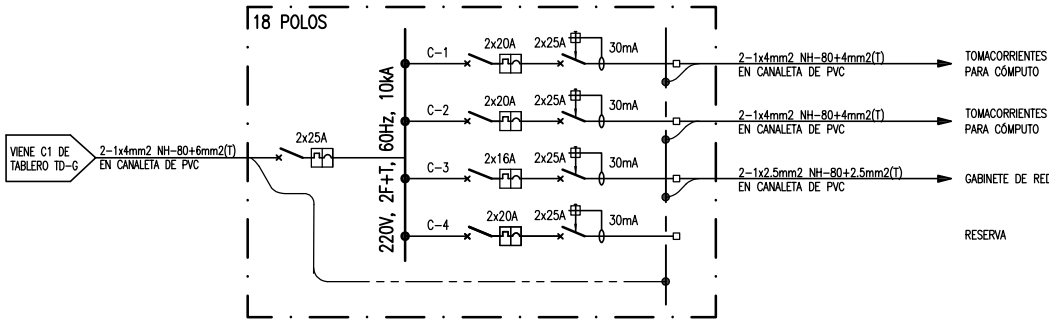 18 POLOS
VIENE C1 DE
TABLERO TD-G
2-1x4mm2 NH-80+6mm2(T)
EN CANALETA DE PVC
2x25A
220V, 2F+T, 60Hz, 10kA
C-1
2x20A
2x25A
30mA
2-1x4mm2 NH-80+4mm2(T)
EN CANALETA DE PVC
TOMACORRIENTES
PARA CÓMPUTO
C-2
2x20A
2x25A
30mA
2-1x4mm2 NH-80+4mm2(T)
EN CANALETA DE PVC
TOMACORRIENTES
PARA CÓMPUTO
C-3
2x16A
2x25A
30mA
2-1x2.5mm2 NH-80+2.5mm2(T)
EN CANALETA DE PVC
GABINETE DE RED
C-4
2x20A
2x25A
30mA
RESERVA